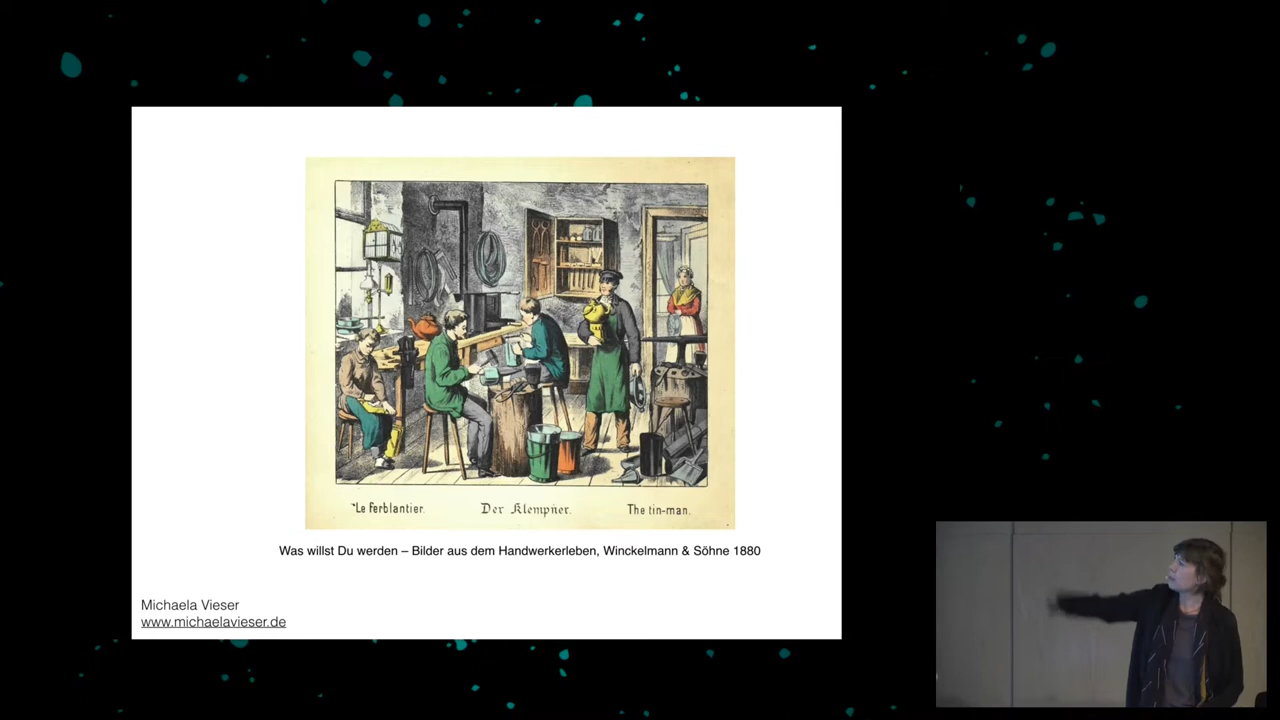 Le ferblantier. Der Klempner. The tin-man.
Was willst Du werden – Bilder aus dem Handwerkerleben, Winckelmann & Söhne 1880
Michaela Vieser
www.michaelavieser.de